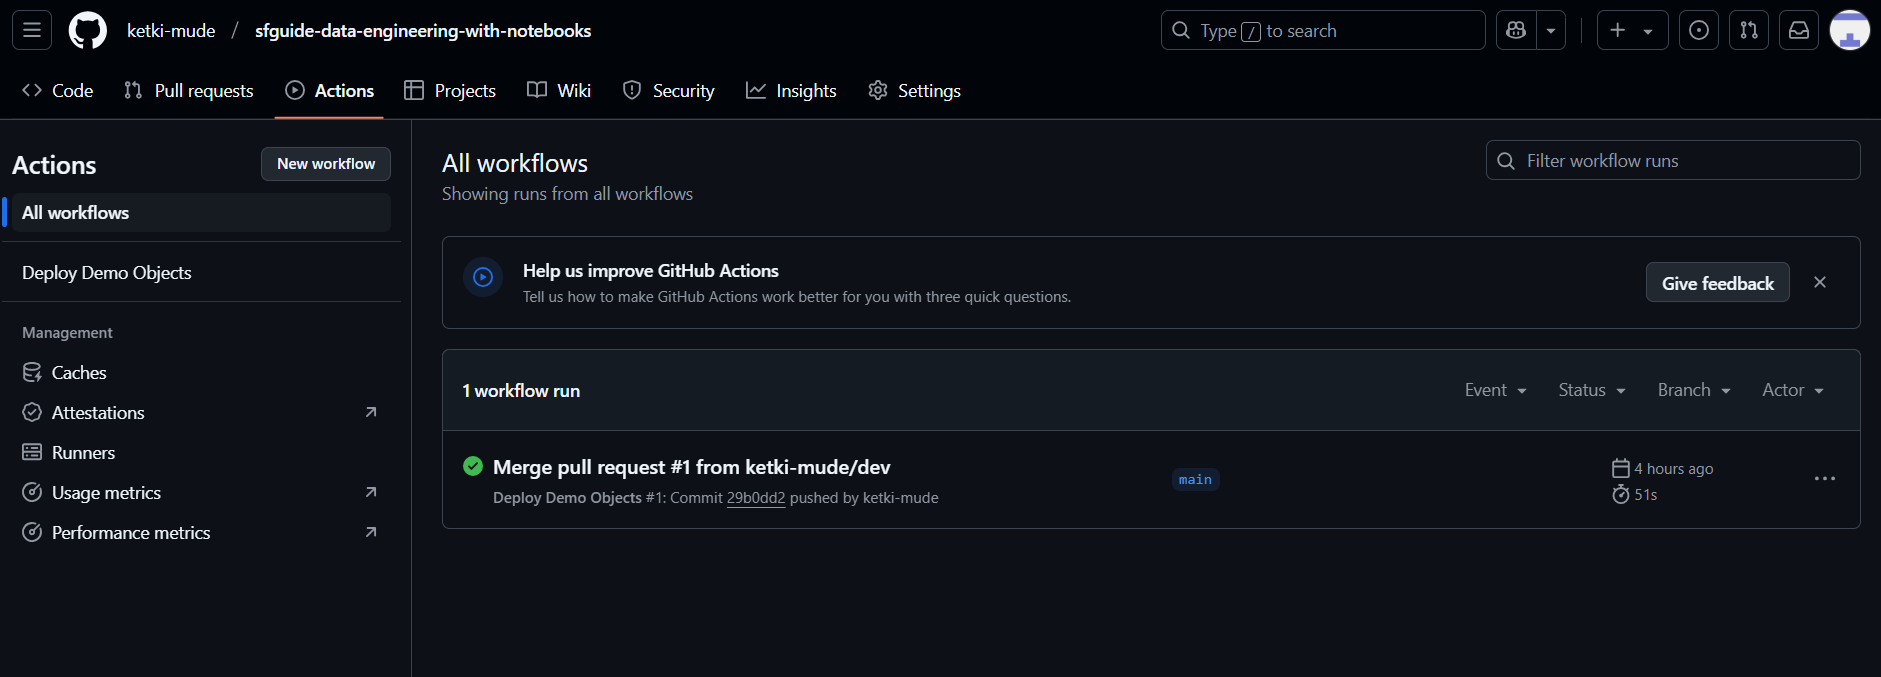 ketki-mude / sfguide-data-engineering-with-notebooks
Type / to search
Code Pull requests Actions Projects Wiki Security Insights Settings
Actions
New workflow
All workflows
Deploy Demo Objects
Management
Caches
Attestations
Runners
Usage metrics
Performance metrics
All workflows
Showing runs from all workflows
Filter workflow runs
Help us improve GitHub Actions
Tell us how to make GitHub Actions work better for you with three quick questions.
Give feedback
1 workflow run
Event Status Branch Actor
Merge pull request #1 from ketki-mude/dev
Deploy Demo Objects #1: Commit 29b0dd2 pushed by ketki-mude
main
4 hours ago
51s